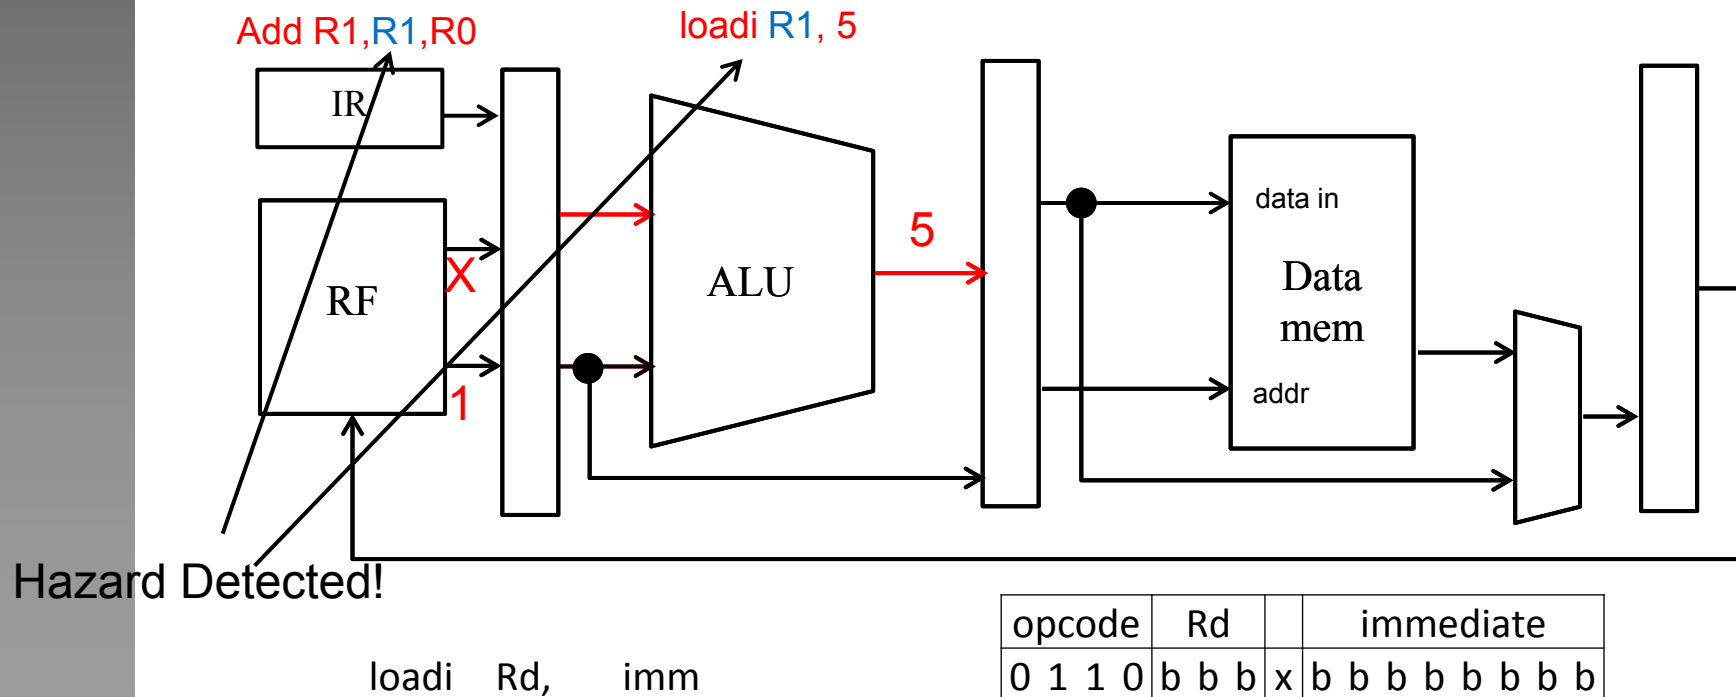 Add R1,R1,R0
loadi R1, 5
IR
RF
X
1
ALU
5
data in
Data
mem
addr
Hazard Detected!
opcode Rd immediate
loadi Rd, imm
0 1 1 0 b b b x b b b b b b b b